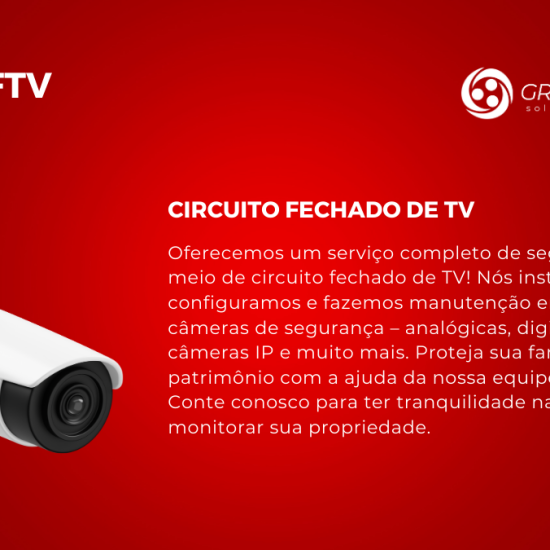 FTV
GR
sol
CIRCUITO FECHADO DE TV
Oferecemos um serviço completo de seg
meio de circuito fechado de TV! Nós inst
configuramos e fazemos manutenção e
câmeras de segurança – analógicas, dig
câmeras IP e muito mais. Proteja sua fa
patrimônio com a ajuda da nossa equip
Conte conosco para ter tranquilidade na
monitorar sua propriedade.